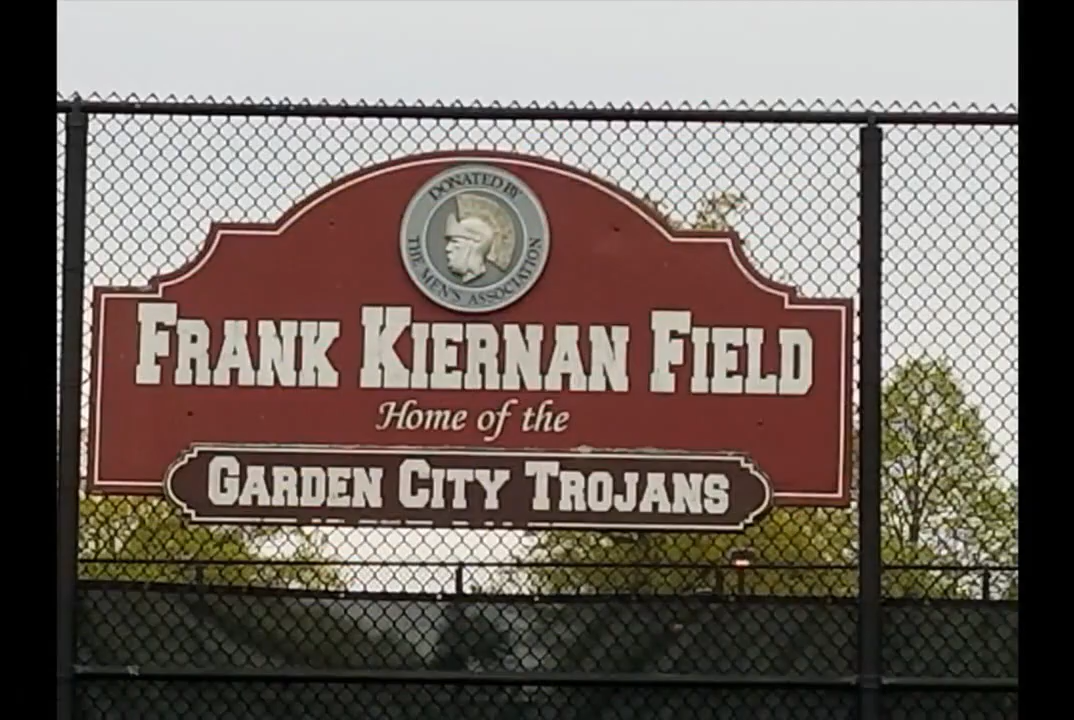 DONATED BY
THE MEN'S ASSOCIATION
FRANK KIERNAN FIELD
Home of the
GARDEN CITY TROJANS